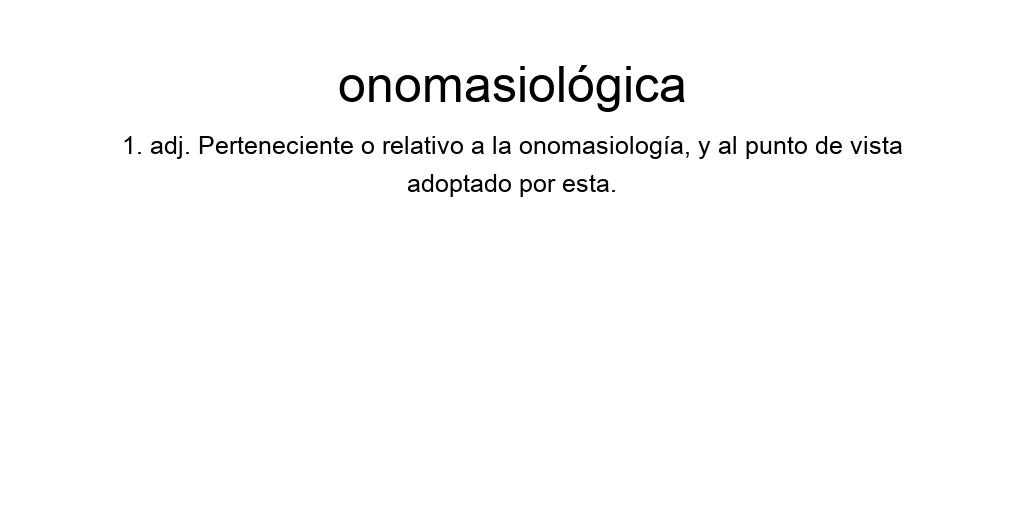 onomasiológica
1. adj. Perteneciente o relativo a la onomasiología, y al punto de vista
adoptado por esta.